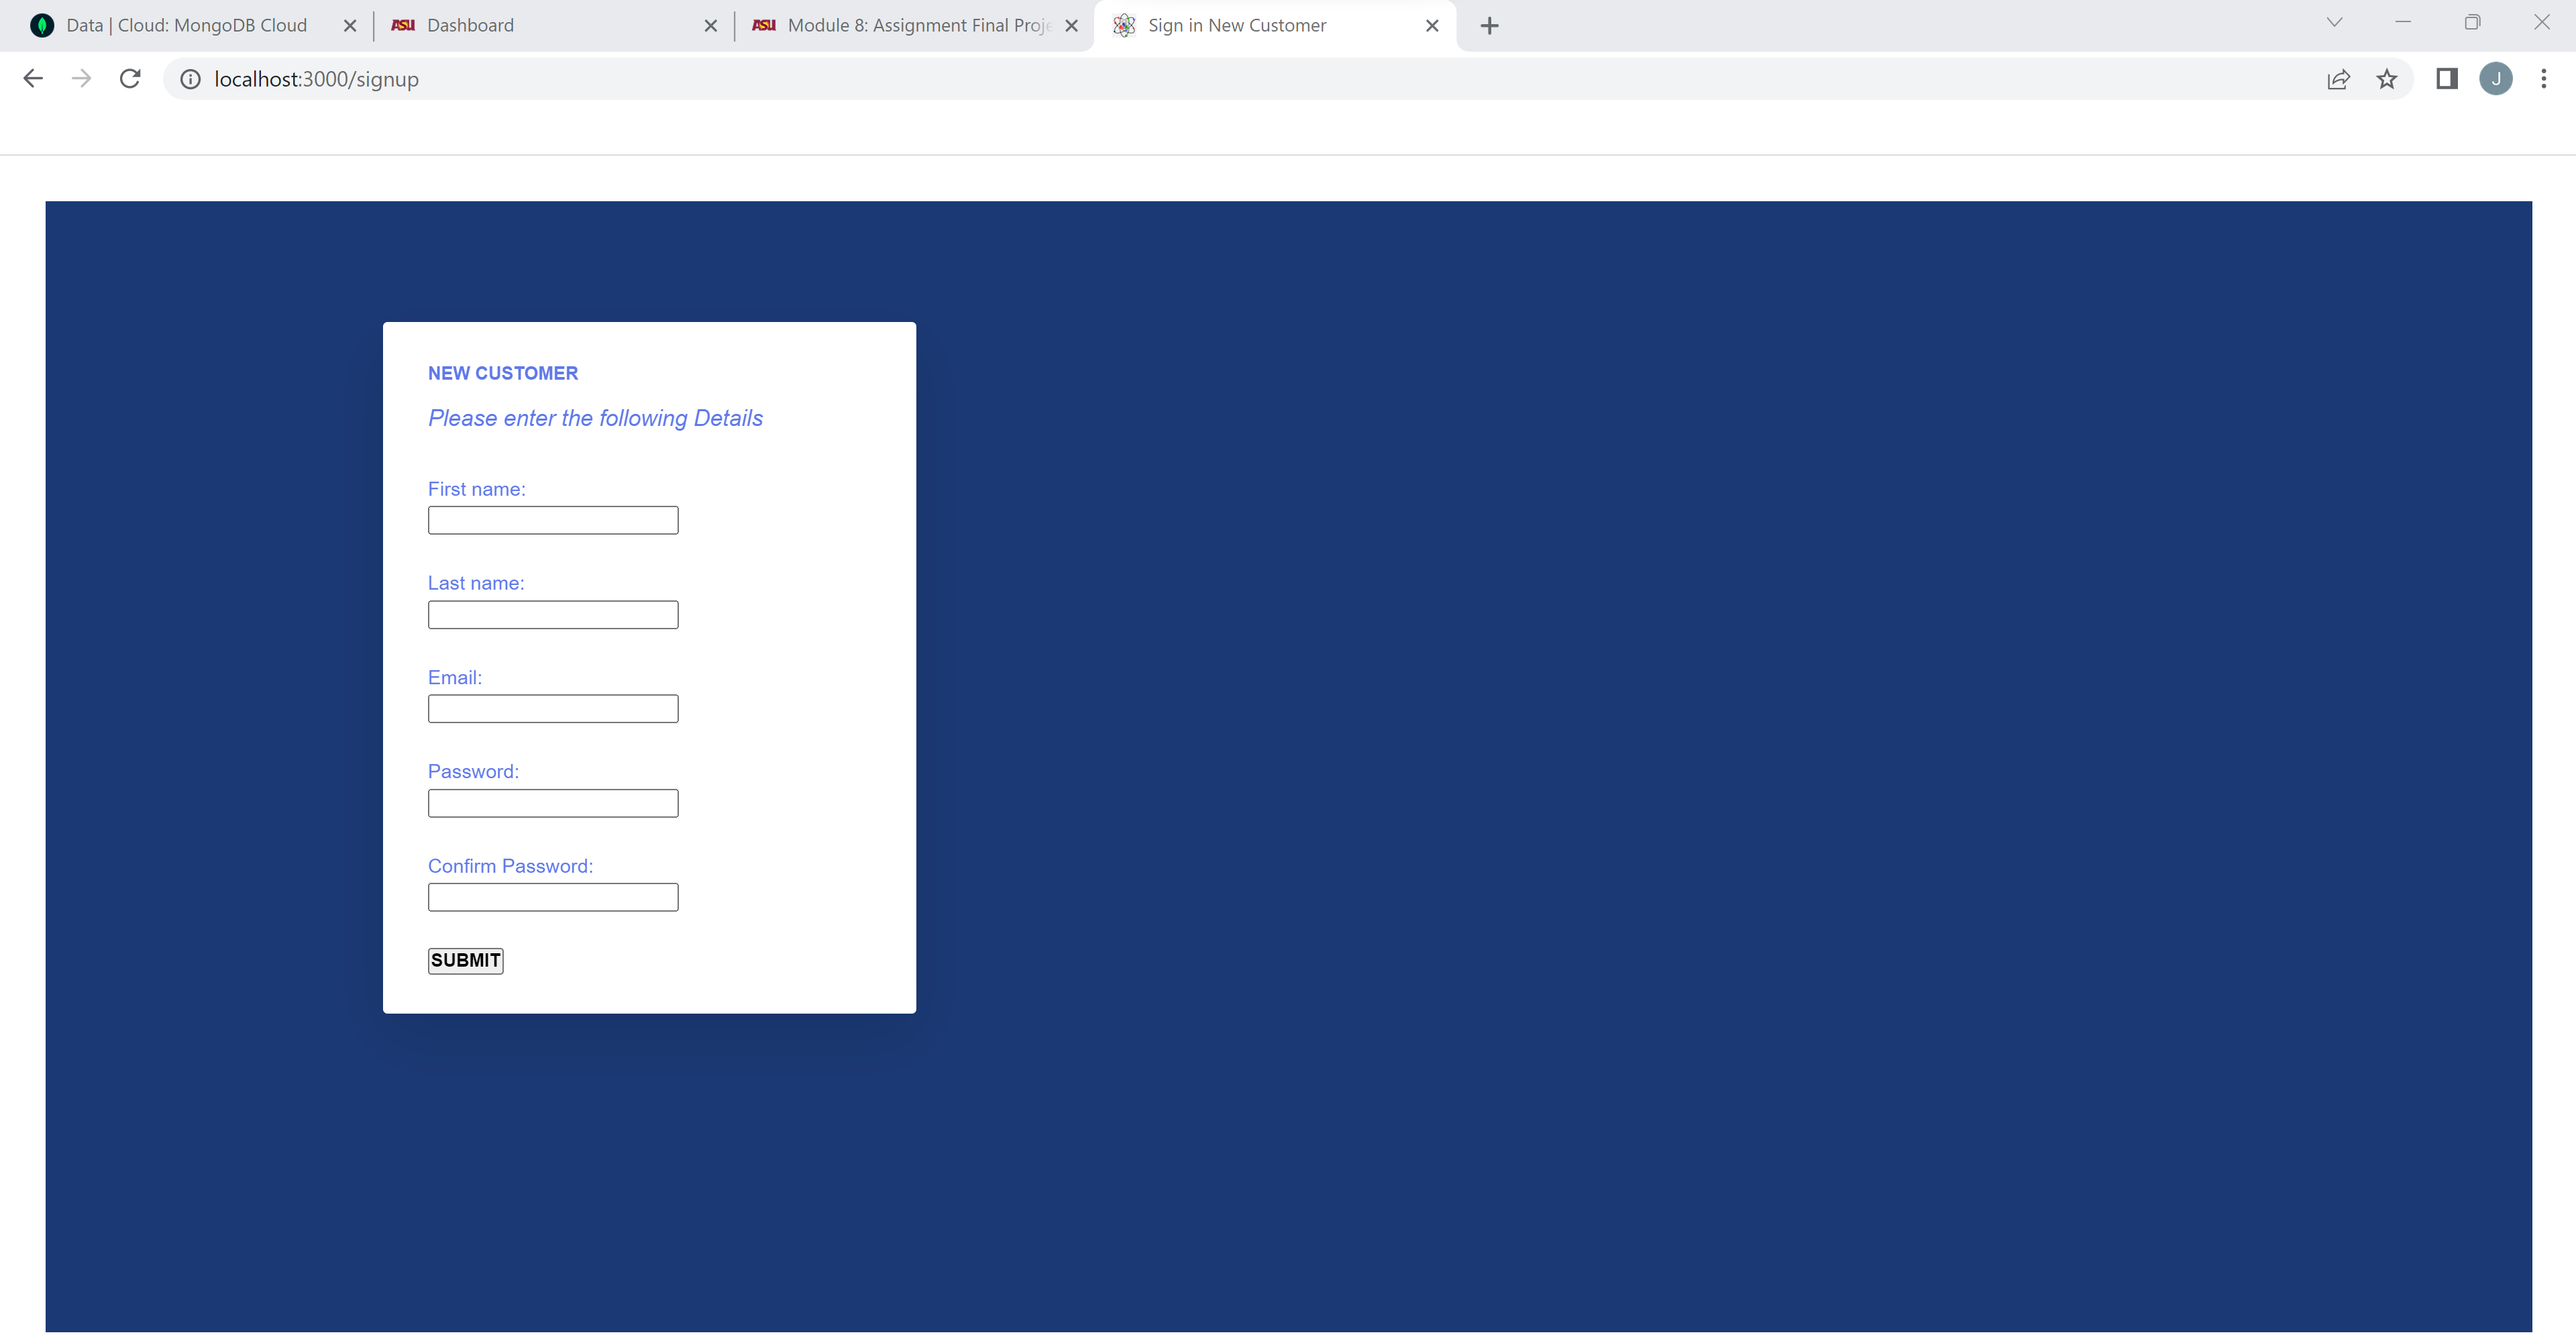 Data | Cloud: MongoDB Cloud
ASU Dashboard
ASU Module 8: Assignment Final Proje
Sign in New Customer
localhost:3000/signup
J
NEW CUSTOMER
Please enter the following Details
First name:
Last name:
Email:
Password:
Confirm Password:
SUBMIT